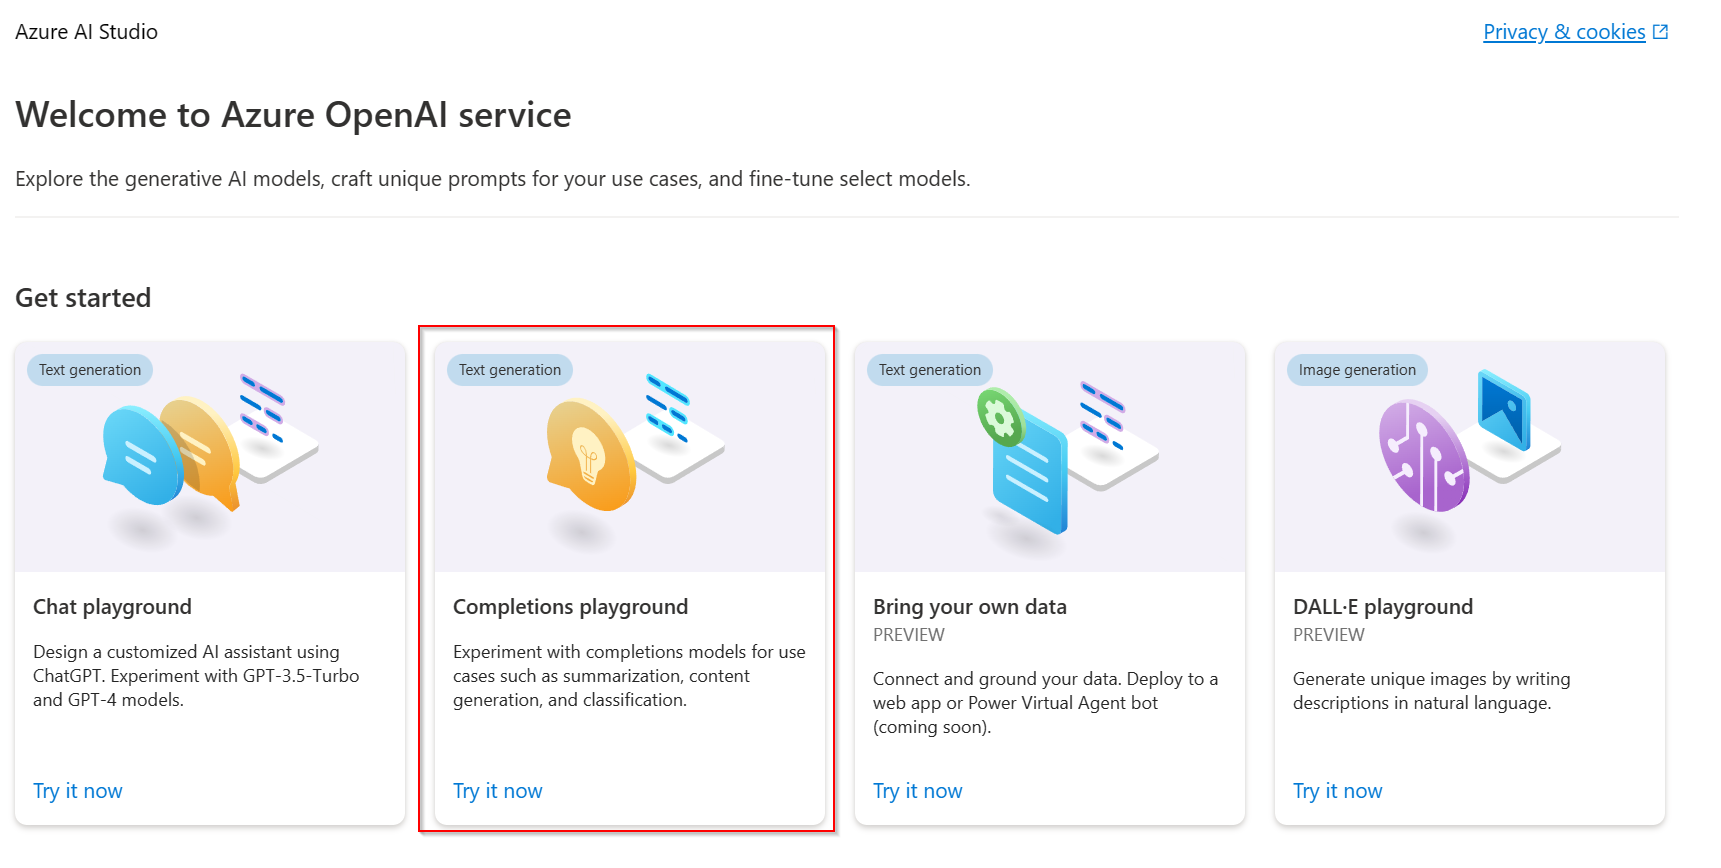 Azure AI Studio
Privacy & cookies
Welcome to Azure OpenAI service
Explore the generative AI models, craft unique prompts for your use cases, and fine-tune select models.
Get started
Text generation
Chat playground
Design a customized AI assistant using
ChatGPT. Experiment with GPT-3.5-Turbo
and GPT-4 models.
Try it now
Text generation
Completions playground
Experiment with completions models for use
cases such as summarization, content
generation, and classification.
Try it now
Text generation
Bring your own data
PREVIEW
Connect and ground your data. Deploy to a
web app or Power Virtual Agent bot
(coming soon).
Try it now
Image generation
DALL·E playground
PREVIEW
Generate unique images by writing
descriptions in natural language.
Try it now